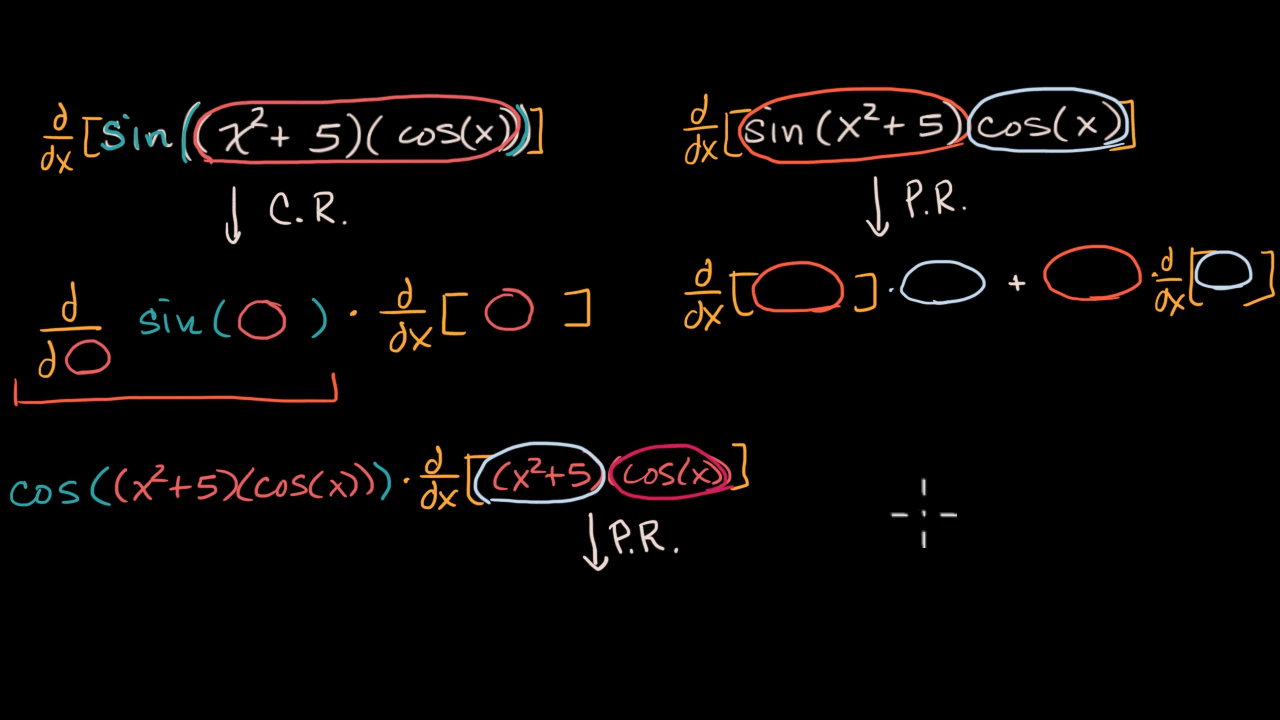 d/dx [sin((x²+5)(cos(x)))]
↓ C.R.
d/d◯ sin(◯) · d/dx [◯]
cos((x²+5)(cos(x))) · d/dx [(x²+5)cos(x)]
↓ P.R.
d/dx [sin(x²+5)cos(x)]
↓ P.R.
d/dx [◯] · ◯ + ◯ · d/dx [◯]